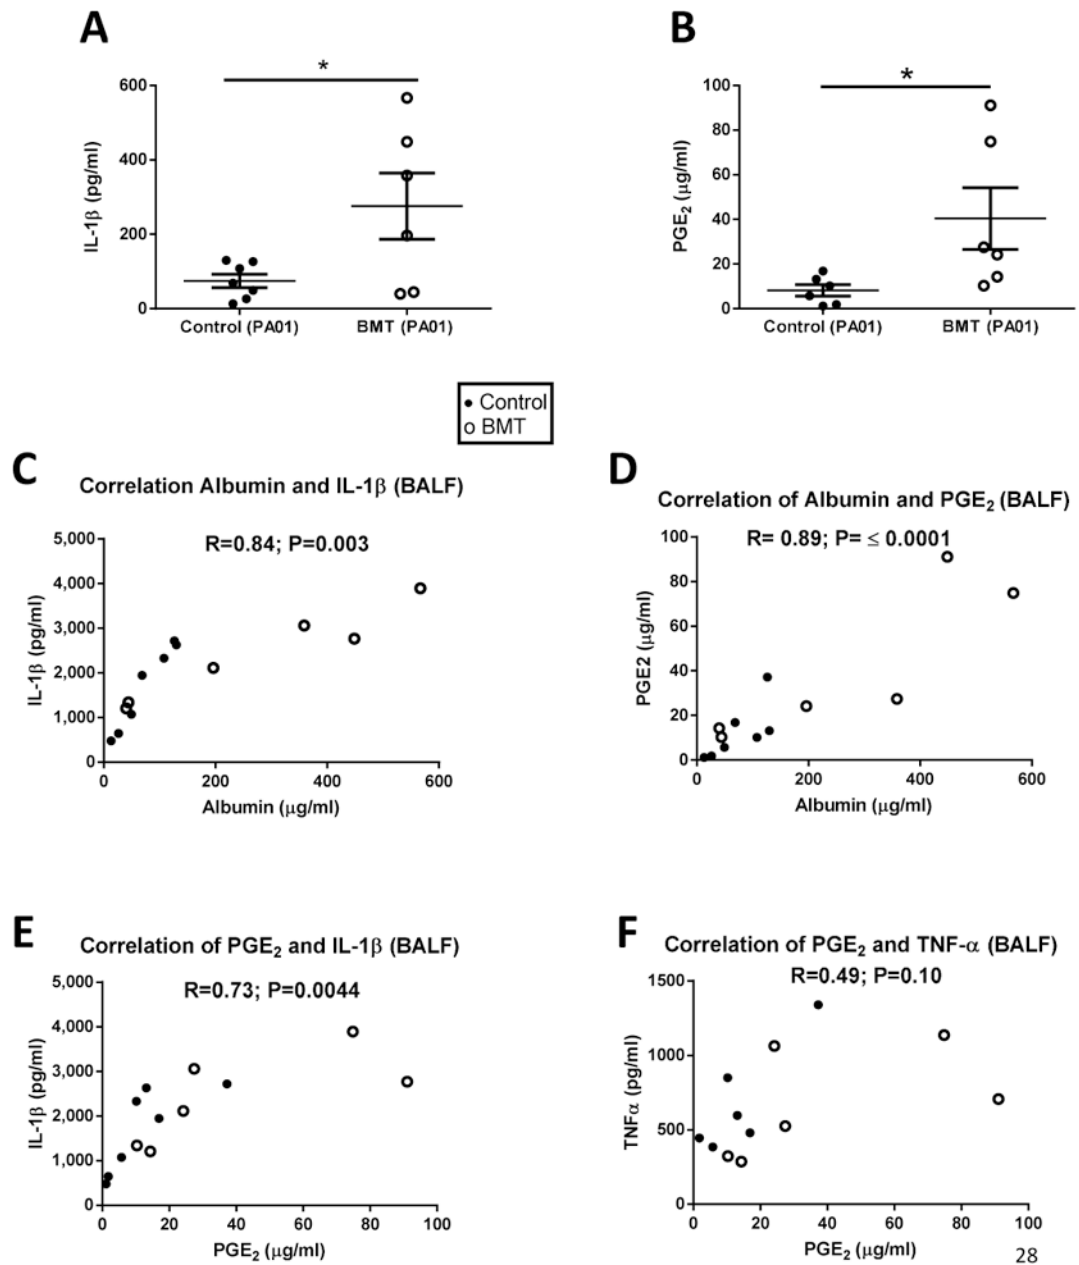 A
B
*
*
600
400
200
0
IL-1β (pg/ml)
Control (PA01)
BMT (PA01)
100
80
60
40
20
0
PGE2 (μg/ml)
Control (PA01)
BMT (PA01)
Control
BMT
C
Correlation Albumin and IL-1β (BALF)
R=0.84; P=0.003
5,000
4,000
3,000
2,000
1,000
0
IL-1β (pg/ml)
0 200 400 600
Albumin (μg/ml)
D
Correlation of Albumin and PGE2 (BALF)
R= 0.89; P= ≤ 0.0001
100
80
60
40
20
0
PGE2 (μg/ml)
0 200 400 600
Albumin (μg/ml)
E
Correlation of PGE2 and IL-1β (BALF)
R=0.73; P=0.0044
5,000
4,000
3,000
2,000
1,000
0
IL-1β (pg/ml)
0 20 40 60 80 100
PGE2 (μg/ml)
F
Correlation of PGE2 and TNF-α (BALF)
R=0.49; P=0.10
1500
1000
500
0
TNFα (pg/ml)
0 20 40 60 80 100
PGE2 (μg/ml)
28